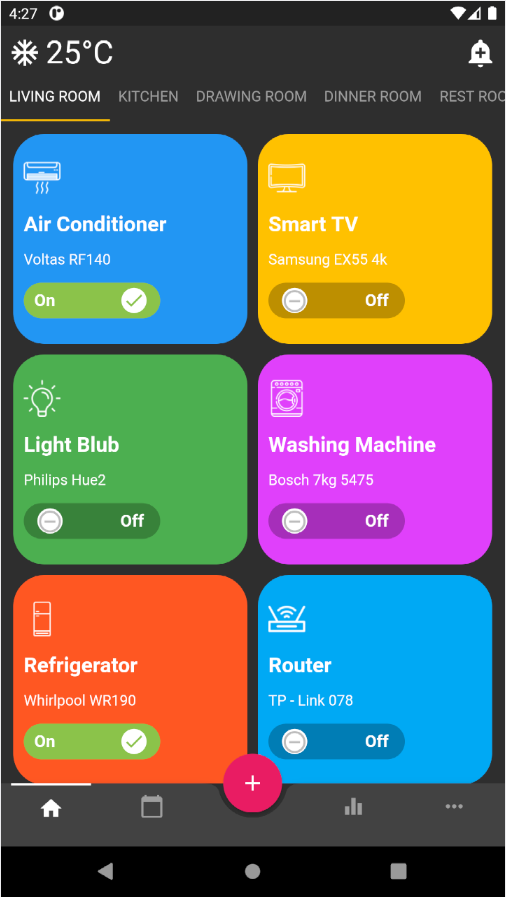 4:27
25°C
LIVING ROOM KITCHEN DRAWING ROOM DINNER ROOM REST ROO
Air Conditioner
Voltas RF140
On
Smart TV
Samsung EX55 4k
Off
Light Blub
Philips Hue2
Off
Washing Machine
Bosch 7kg 5475
Off
Refrigerator
Whirlpool WR190
On
Router
TP - Link 078
Off